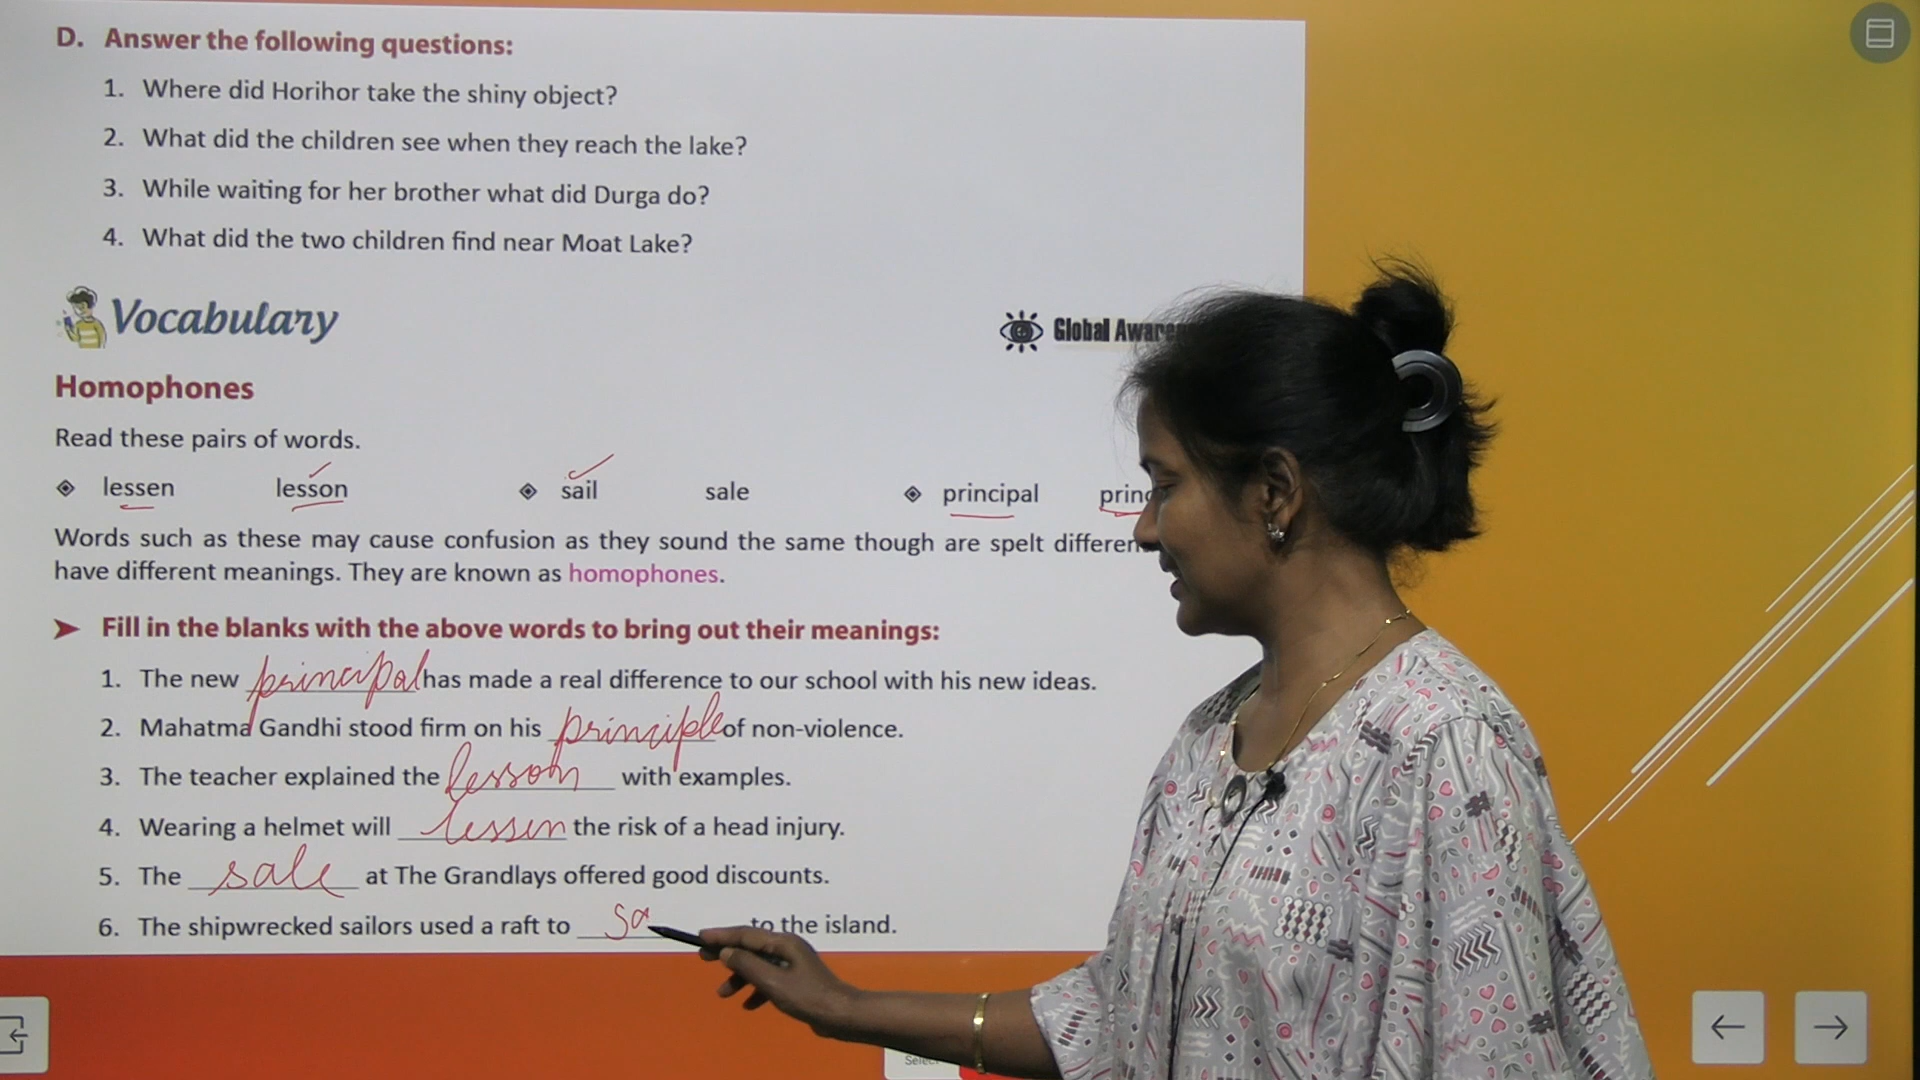 D. Answer the following questions:
1. Where did Horihor take the shiny object?
2. What did the children see when they reach the lake?
3. While waiting for her brother what did Durga do?
4. What did the two children find near Moat Lake?
Vocabulary
Global
Homophones
Read these pairs of words.
lessen lesson sail sale principal
Words such as these may cause confusion as they sound the same though are spelt
have different meanings. They are known as homophones.
Fill in the blanks with the above words to bring out their meanings:
1. The new principal has made a real difference to our school with his new ideas.
2. Mahatma Gandhi stood firm on his principle of non-violence.
3. The teacher explained the lesson with examples.
4. Wearing a helmet will lessen the risk of a head injury.
5. The sale at The Grandlays offered good discounts.
6. The shipwrecked sailors used a raft to sa to the island.